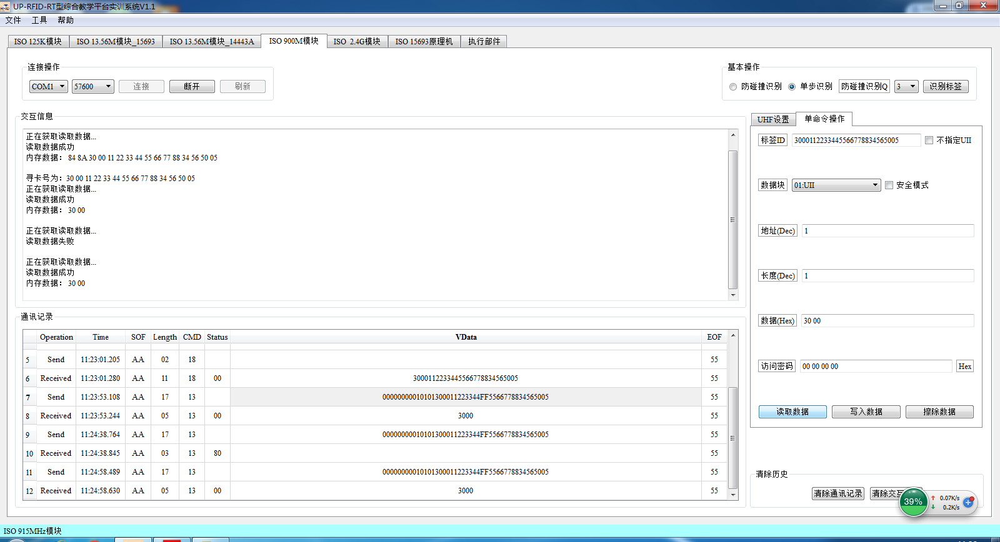 UP-RFID-RT型综合教学平台实训系统V1.1
文件 工具 帮助
ISO 125K模块 ISO 13.56M模块_15693 ISO 13.56M模块_14443A ISO 900M模块 ISO 2.4G模块 ISO 15693原理机 执行部件
连接操作
COM1 57600 连接 断开 刷新
基本操作
防碰撞识别 单步识别 防碰撞识别Q 3 识别标签
交互信息
正在获取读取数据...
读取数据成功
内存数据： 84 8A 30 00 11 22 33 44 55 66 77 88 34 56 50 05
寻卡号为：30 00 11 22 33 44 55 66 77 88 34 56 50 05
正在获取读取数据...
读取数据成功
内存数据： 30 00
正在获取读取数据...
读取数据失败
正在获取读取数据...
读取数据成功
内存数据： 30 00
UHF设置 单命令操作
标签ID 3000112233445566778834565005 不指定UII
数据块 01:UII 安全模式
地址(Dec) 1
长度(Dec) 1
数据(Hex) 30 00
访问密码 00 00 00 00 Hex
读取数据 写入数据 擦除数据
通讯记录
Operation Time SOF Length CMD Status VData EOF
5 Send 11:23:01.205 AA 02 18 55
6 Received 11:23:01.280 AA 11 18 00 3000112233445566778834565005 55
7 Send 11:23:53.108 AA 17 13 00000000010101300011223344FF5566778834565005 55
8 Received 11:23:53.244 AA 05 13 00 3000 55
9 Send 11:24:38.764 AA 17 13 00000000010101300011223344FF5566778834565005 55
10 Received 11:24:38.845 AA 03 13 80 55
11 Send 11:24:58.489 AA 17 13 00000000010101300011223344FF5566778834565005 55
12 Received 11:24:58.630 AA 05 13 00 3000 55
清除历史
清除通讯记录 清除交
39% 0.07K/s
0.2K/s
ISO 915MHz模块